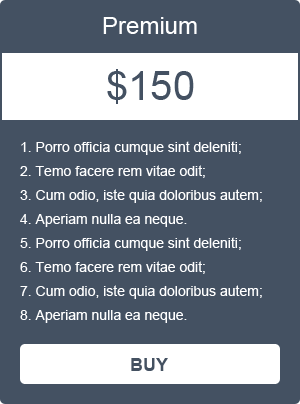 Premium
$150
1. Porro officia cumque sint deleniti;
2. Temo facere rem vitae odit;
3. Cum odio, iste quia doloribus autem;
4. Aperiam nulla ea neque.
5. Porro officia cumque sint deleniti;
6. Temo facere rem vitae odit;
7. Cum odio, iste quia doloribus autem;
8. Aperiam nulla ea neque.
BUY